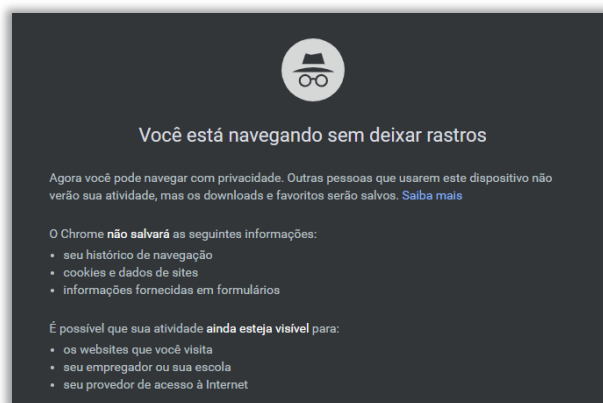 Você está navegando sem deixar rastros
Agora você pode navegar com privacidade. Outras pessoas que usarem este dispositivo não
verão sua atividade, mas os downloads e favoritos serão salvos. Saiba mais
O Chrome não salvará as seguintes informações:
• seu histórico de navegação
• cookies e dados de sites
• informações fornecidas em formulários
É possível que sua atividade ainda esteja visível para:
• os websites que você visita
• seu empregador ou sua escola
• seu provedor de acesso à Internet